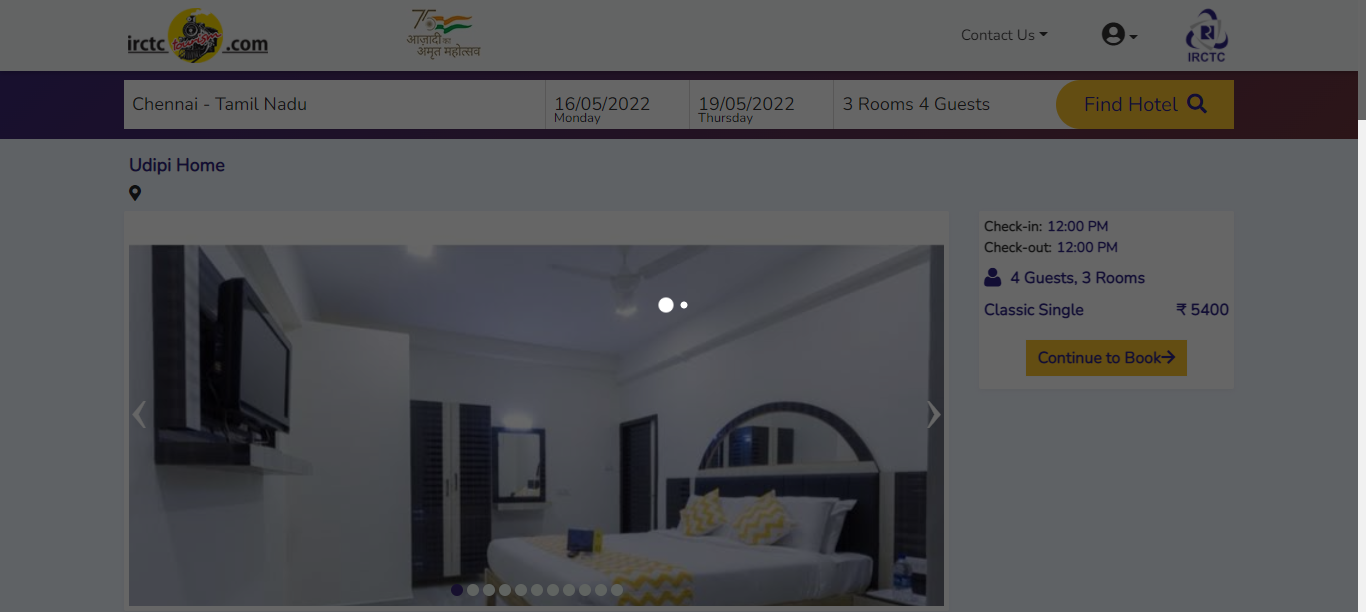 irctc tourism .com
75
आज़ादी का
अमृत महोत्सव
Contact Us
IRCTC
Chennai - Tamil Nadu
16/05/2022
Monday
19/05/2022
Thursday
3 Rooms 4 Guests
Find Hotel
Udipi Home
Check-in: 12:00 PM
Check-out: 12:00 PM
4 Guests, 3 Rooms
Classic Single ₹ 5400
Continue to Book